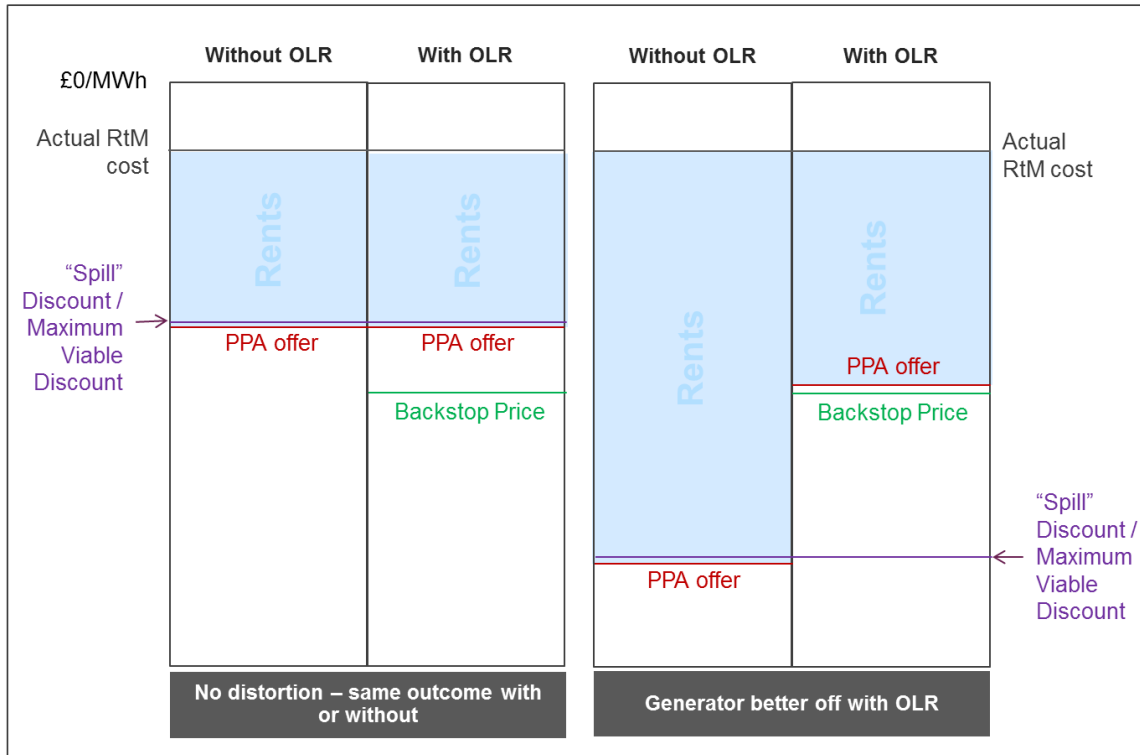 Without OLR
With OLR
Without OLR
With OLR
£0/MWh
Actual RtM
cost
Actual
RtM cost
Rents
Rents
Rents
Rents
“Spill”
Discount /
Maximum
Viable
Discount
PPA offer
PPA offer
Backstop Price
PPA offer
Backstop Price
PPA offer
“Spill”
Discount /
Maximum
Viable
Discount
No distortion – same outcome with
or without
Generator better off with OLR